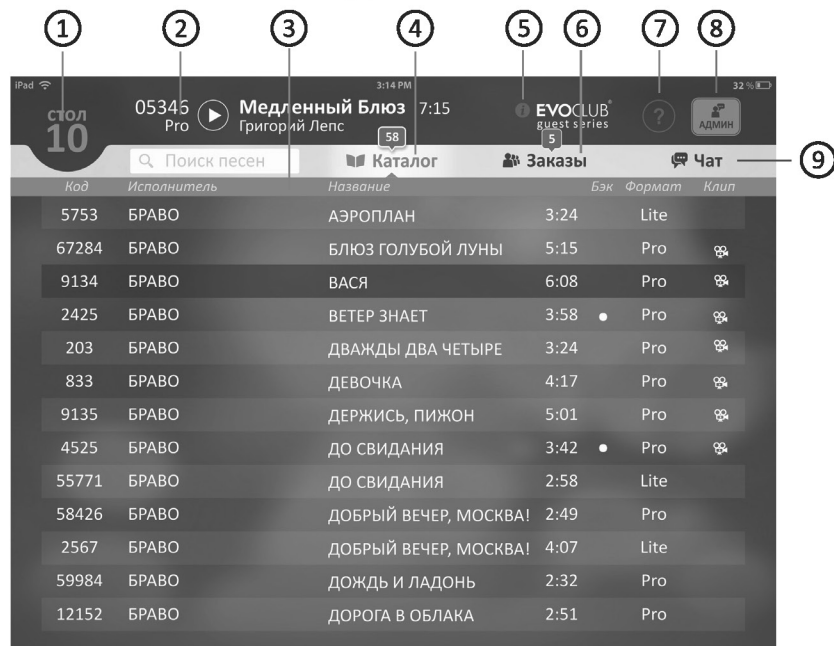 1 2 3 4 5 6 7 8
iPad 3:14 PM 32 %
стол
10
05346
Pro
Медленный Блюз 7:15
Григорий Лепс
i EVOCLUB®
guest series
?
АДМИН
58
5
Поиск песен Каталог Заказы Чат 9
Код Исполнитель Название Бэк Формат Клип
5753 БРАВО АЭРОПЛАН 3:24 Lite
67284 БРАВО БЛЮЗ ГОЛУБОЙ ЛУНЫ 5:15 Pro
9134 БРАВО ВАСЯ 6:08 Pro
2425 БРАВО ВЕТЕР ЗНАЕТ 3:58 Pro
203 БРАВО ДВАЖДЫ ДВА ЧЕТЫРЕ 3:24 Pro
833 БРАВО ДЕВОЧКА 4:17 Pro
9135 БРАВО ДЕРЖИСЬ, ПИЖОН 5:01 Pro
4525 БРАВО ДО СВИДАНИЯ 3:42 Pro
55771 БРАВО ДО СВИДАНИЯ 2:58 Lite
58426 БРАВО ДОБРЫЙ ВЕЧЕР, МОСКВА! 2:49 Pro
2567 БРАВО ДОБРЫЙ ВЕЧЕР, МОСКВА! 4:07 Lite
59984 БРАВО ДОЖДЬ И ЛАДОНЬ 2:32 Pro
12152 БРАВО ДОРОГА В ОБЛАКА 2:51 Pro